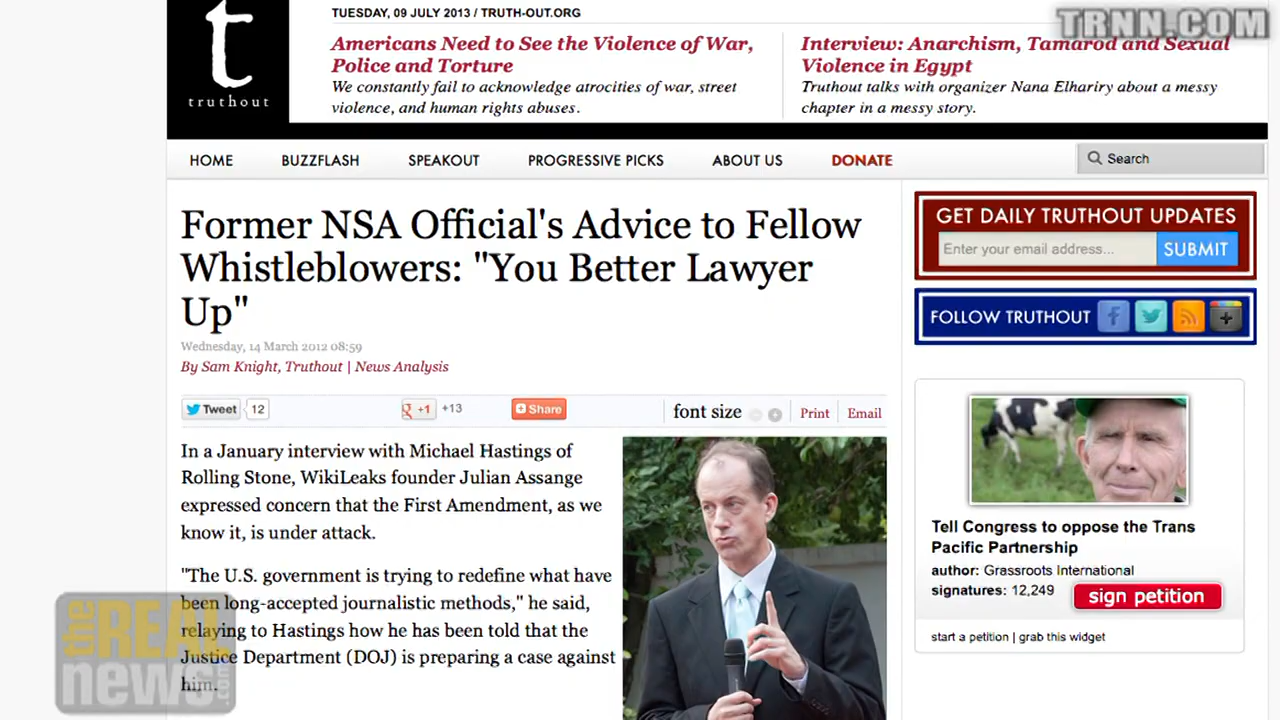 TUESDAY, 09 JULY 2013 / TRUTH-OUT.ORG
TRNN.COM
t
truthout
Americans Need to See the Violence of War,
Police and Torture
We constantly fail to acknowledge atrocities of war, street
violence, and human rights abuses.
Interview: Anarchism, Tamarod and Sexual
Violence in Egypt
Truthout talks with organizer Nana Elhariry about a messy
chapter in a messy story.
HOME BUZZFLASH SPEAKOUT PROGRESSIVE PICKS ABOUT US DONATE Search
Former NSA Official's Advice to Fellow
Whistleblowers: "You Better Lawyer
Up"
Wednesday, 14 March 2012 08:59
By Sam Knight, Truthout | News Analysis
Tweet 12 +1 +13 Share font size Print Email
In a January interview with Michael Hastings of
Rolling Stone, WikiLeaks founder Julian Assange
expressed concern that the First Amendment, as we
know it, is under attack.
"The U.S. government is trying to redefine what have
been long-accepted journalistic methods," he said,
relaying to Hastings how he has been told that the
Justice Department (DOJ) is preparing a case against
him.
GET DAILY TRUTHOUT UPDATES
Enter your email address... SUBMIT
FOLLOW TRUTHOUT
Tell Congress to oppose the Trans
Pacific Partnership
author: Grassroots International
signatures: 12,249
sign petition
start a petition | grab this widget
the REAL
news.com